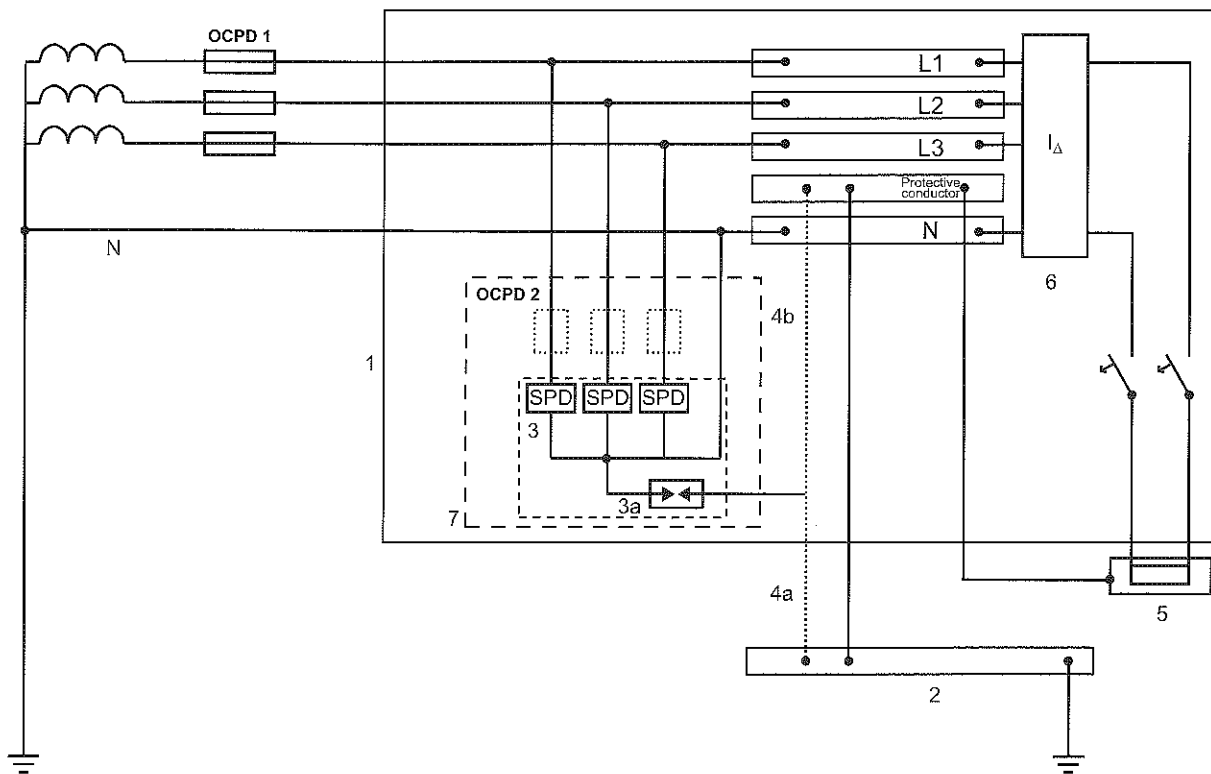 OCPD 1
L1
L2
L3
Protective
conductor
N
N
I∆
6
OCPD 2
4b
1
SPD SPD SPD
3
3a
7
4a
5
2